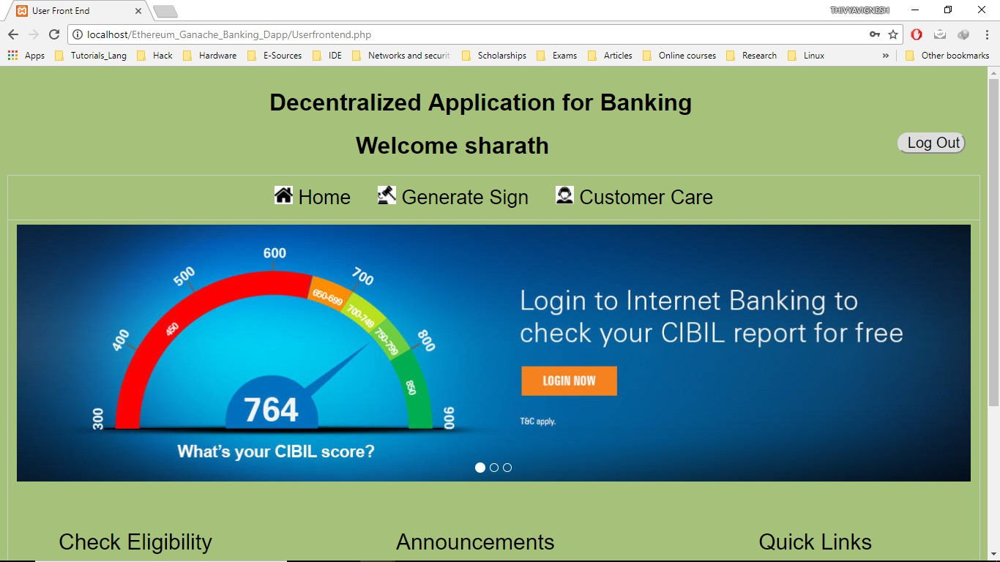 User Front End
THIVYAVIGNESH
localhost/Ethereum_Ganache_Banking_Dapp/Userfrontend.php
Apps Tutorials_Lang Hack Hardware E-Sources IDE Networks and securit Scholarships Exams Articles Online courses Research Linux » Other bookmarks
Decentralized Application for Banking
Welcome sharath
Log Out
Home Generate Sign Customer Care
300
400
500
600
700
800
900
450
650-699
700-749
750-799
850
764
What's your CIBIL score?
Login to Internet Banking to
check your CIBIL report for free
LOGIN NOW
T&C apply.
Check Eligibility Announcements Quick Links